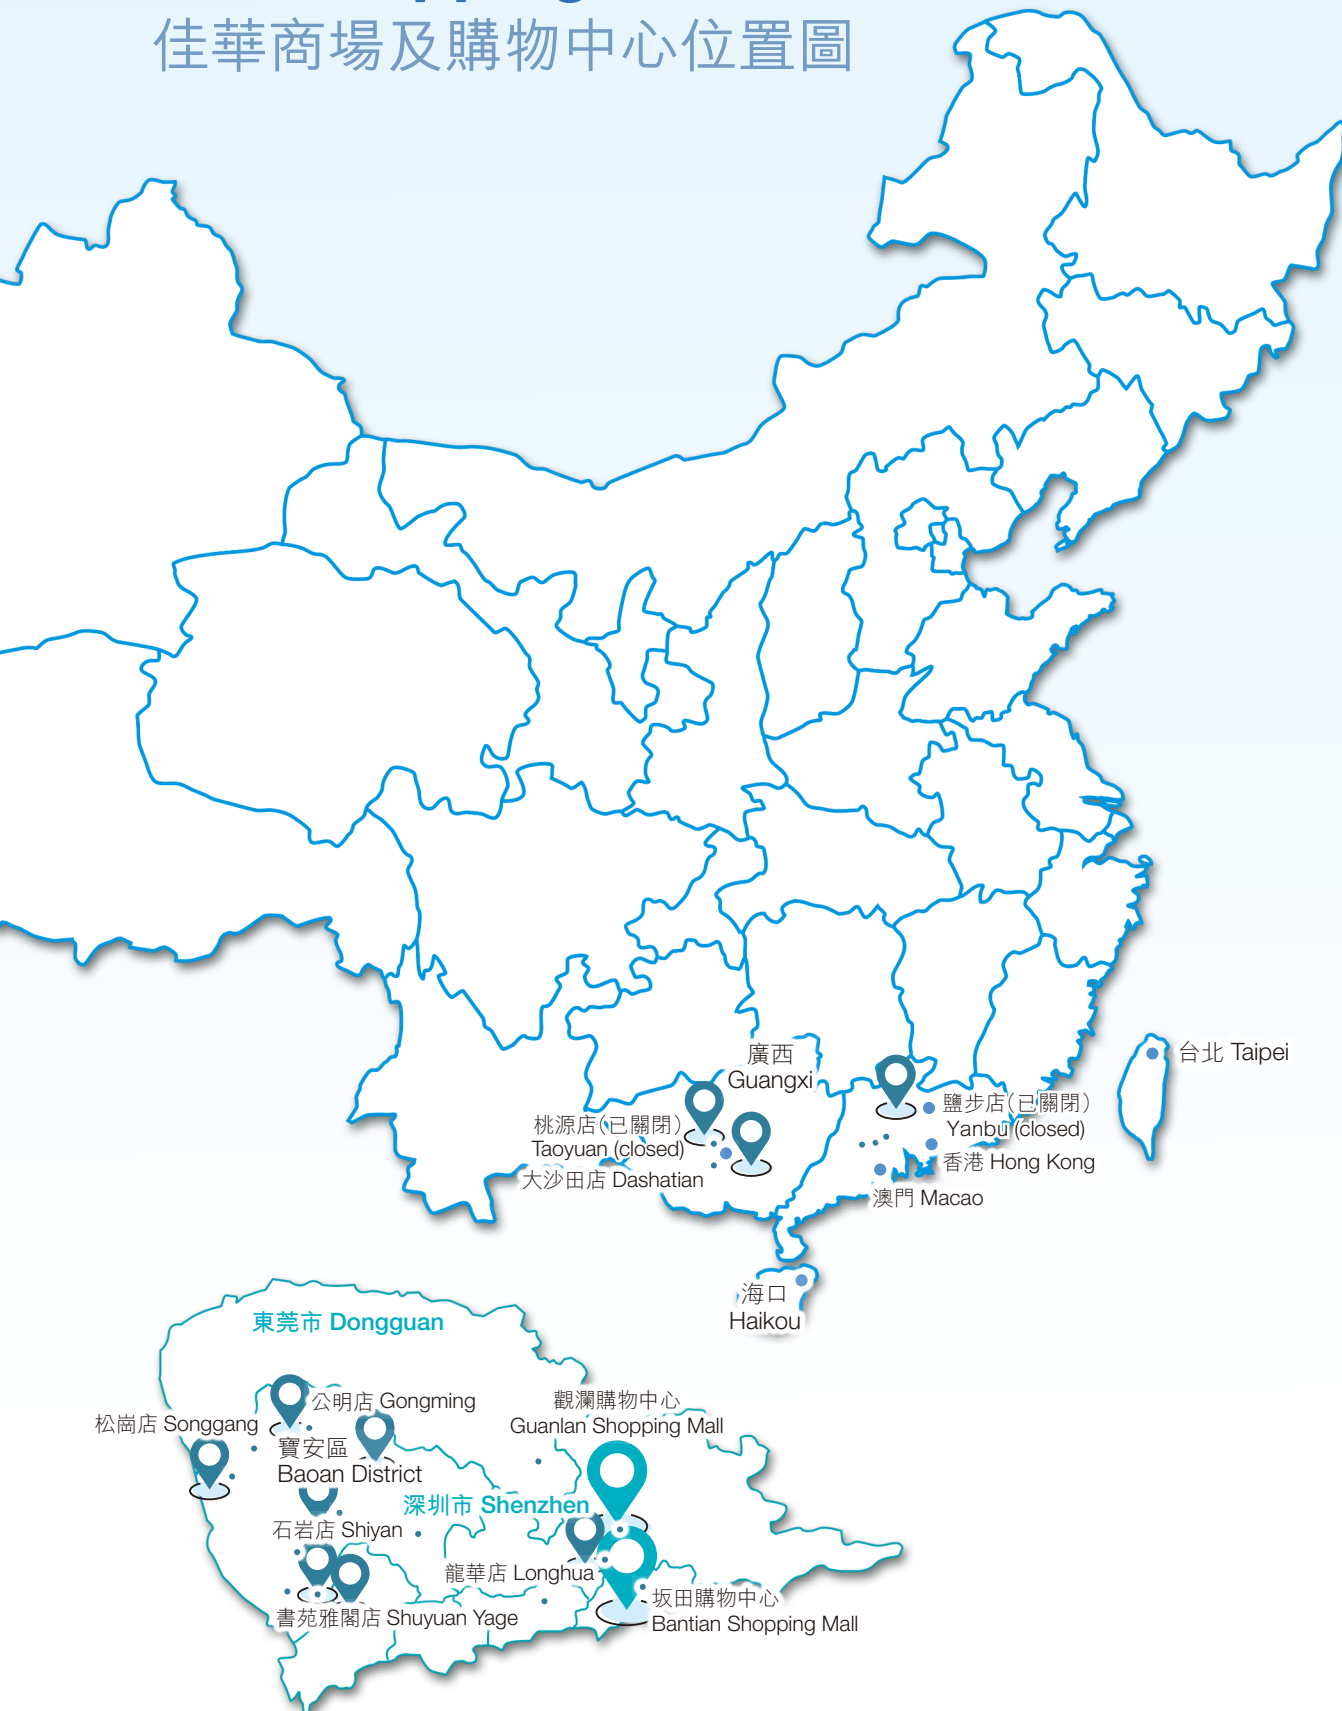 佳華商場及購物中心位置圖
廣西
Guangxi
台北 Taipei
桃源店(已關閉)
Taoyuan (closed)
大沙田店 Dashatian
鹽步店(已關閉)
Yanbu (closed)
香港 Hong Kong
澳門 Macao
海口
Haikou
東莞市 Dongguan
公明店 Gongming
松崗店 Songgang
寶安區
Baoan District
觀瀾購物中心
Guanlan Shopping Mall
深圳市 Shenzhen
石岩店 Shiyan
龍華店 Longhua
書苑雅閣店 Shuyuan Yage
坂田購物中心
Bantian Shopping Mall